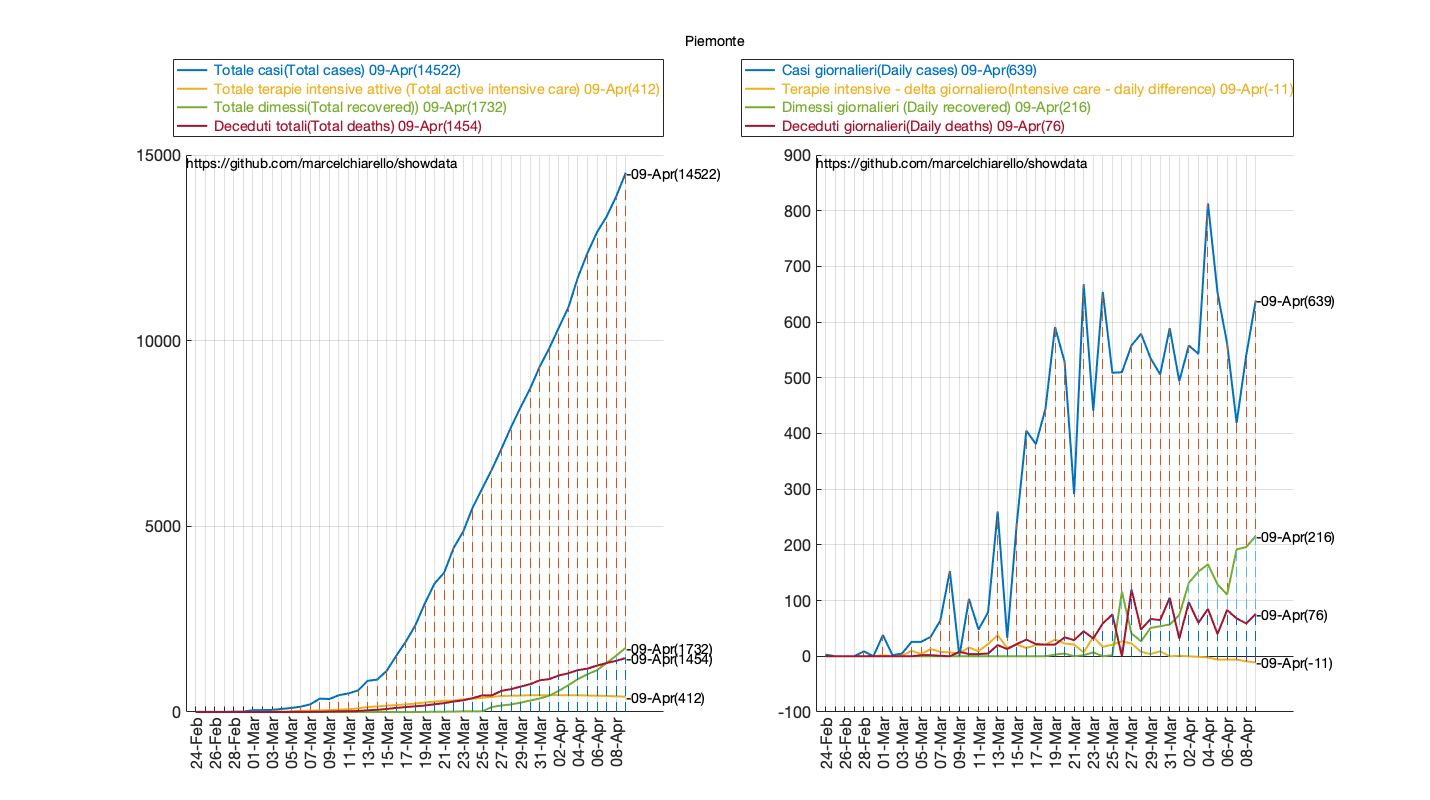 Piemonte
Totale casi(Total cases) 09-Apr(14522)
Totale terapie intensive attive (Total active intensive care) 09-Apr(412)
Totale dimessi(Total recovered)) 09-Apr(1732)
Deceduti totali(Total deaths) 09-Apr(1454)
Casi giornalieri(Daily cases) 09-Apr(639)
Terapie intensive - delta giornaliero(Intensive care - daily difference) 09-Apr(-11)
Dimessi giornalieri (Daily recovered) 09-Apr(216)
Deceduti giornalieri(Daily deaths) 09-Apr(76)
https://github.com/marcelchiarello/showdata
15000
10000
5000
0
-09-Apr(14522)
-09-Apr(1732)
-09-Apr(1454)
-09-Apr(412)
24-Feb
26-Feb
28-Feb
01-Mar
03-Mar
05-Mar
07-Mar
09-Mar
11-Mar
13-Mar
15-Mar
17-Mar
19-Mar
21-Mar
23-Mar
25-Mar
27-Mar
29-Mar
31-Mar
02-Apr
04-Apr
06-Apr
08-Apr
https://github.com/marcelchiarello/showdata
900
800
700
600
500
400
300
200
100
0
-100
-09-Apr(639)
-09-Apr(216)
-09-Apr(76)
-09-Apr(-11)
24-Feb
26-Feb
28-Feb
01-Mar
03-Mar
05-Mar
07-Mar
09-Mar
11-Mar
13-Mar
15-Mar
17-Mar
19-Mar
21-Mar
23-Mar
25-Mar
27-Mar
29-Mar
31-Mar
02-Apr
04-Apr
06-Apr
08-Apr